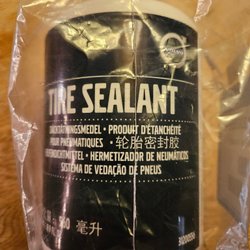 TIRE SEALANT
DÄCKTÄTNINGSMEDEL • PRODUIT D'ÉTANCHÉITÉ
POUR PNEUMATIQUES • 轮胎密封胶
REIFENDICHTMITTEL • HERMETIZADOR DE NEUMÁTICOS
SISTEMA DE VEDAÇÃO DE PNEUS
毫升